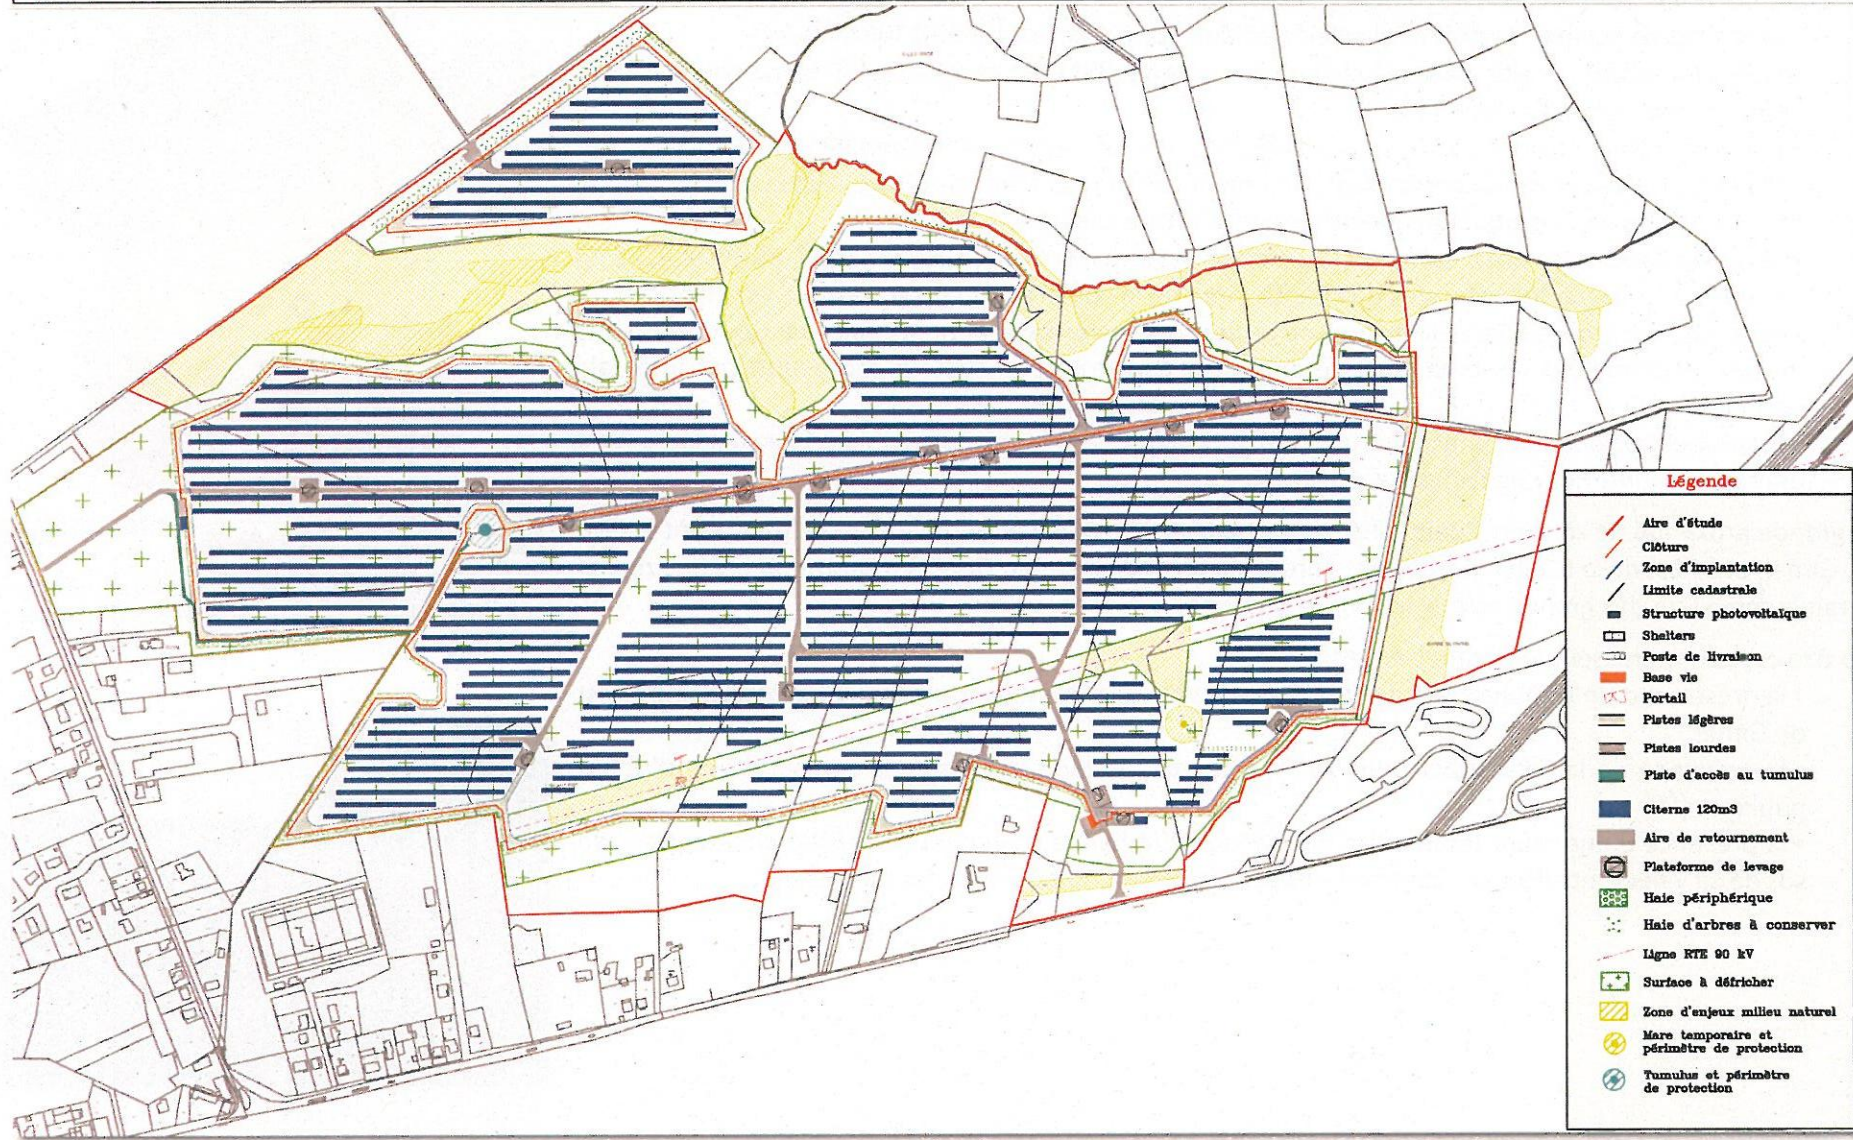 Légende
Aire d'étude
Clôture
Zone d'implantation
Limite cadastrale
Structure photovoltaïque
Shelters
Poste de livraison
Base vie
Portail
Pistes légères
Pistes lourdes
Piste d'accès au tumulus
Citerne 120m3
Aire de retournement
Plateforme de levage
Haie périphérique
Haie d'arbres à conserver
Ligne RTE 90 kV
Surface à défricher
Zone d'enjeux milieu naturel
Mare temporaire et
périmètre de protection
Tumulus et périmètre
de protection